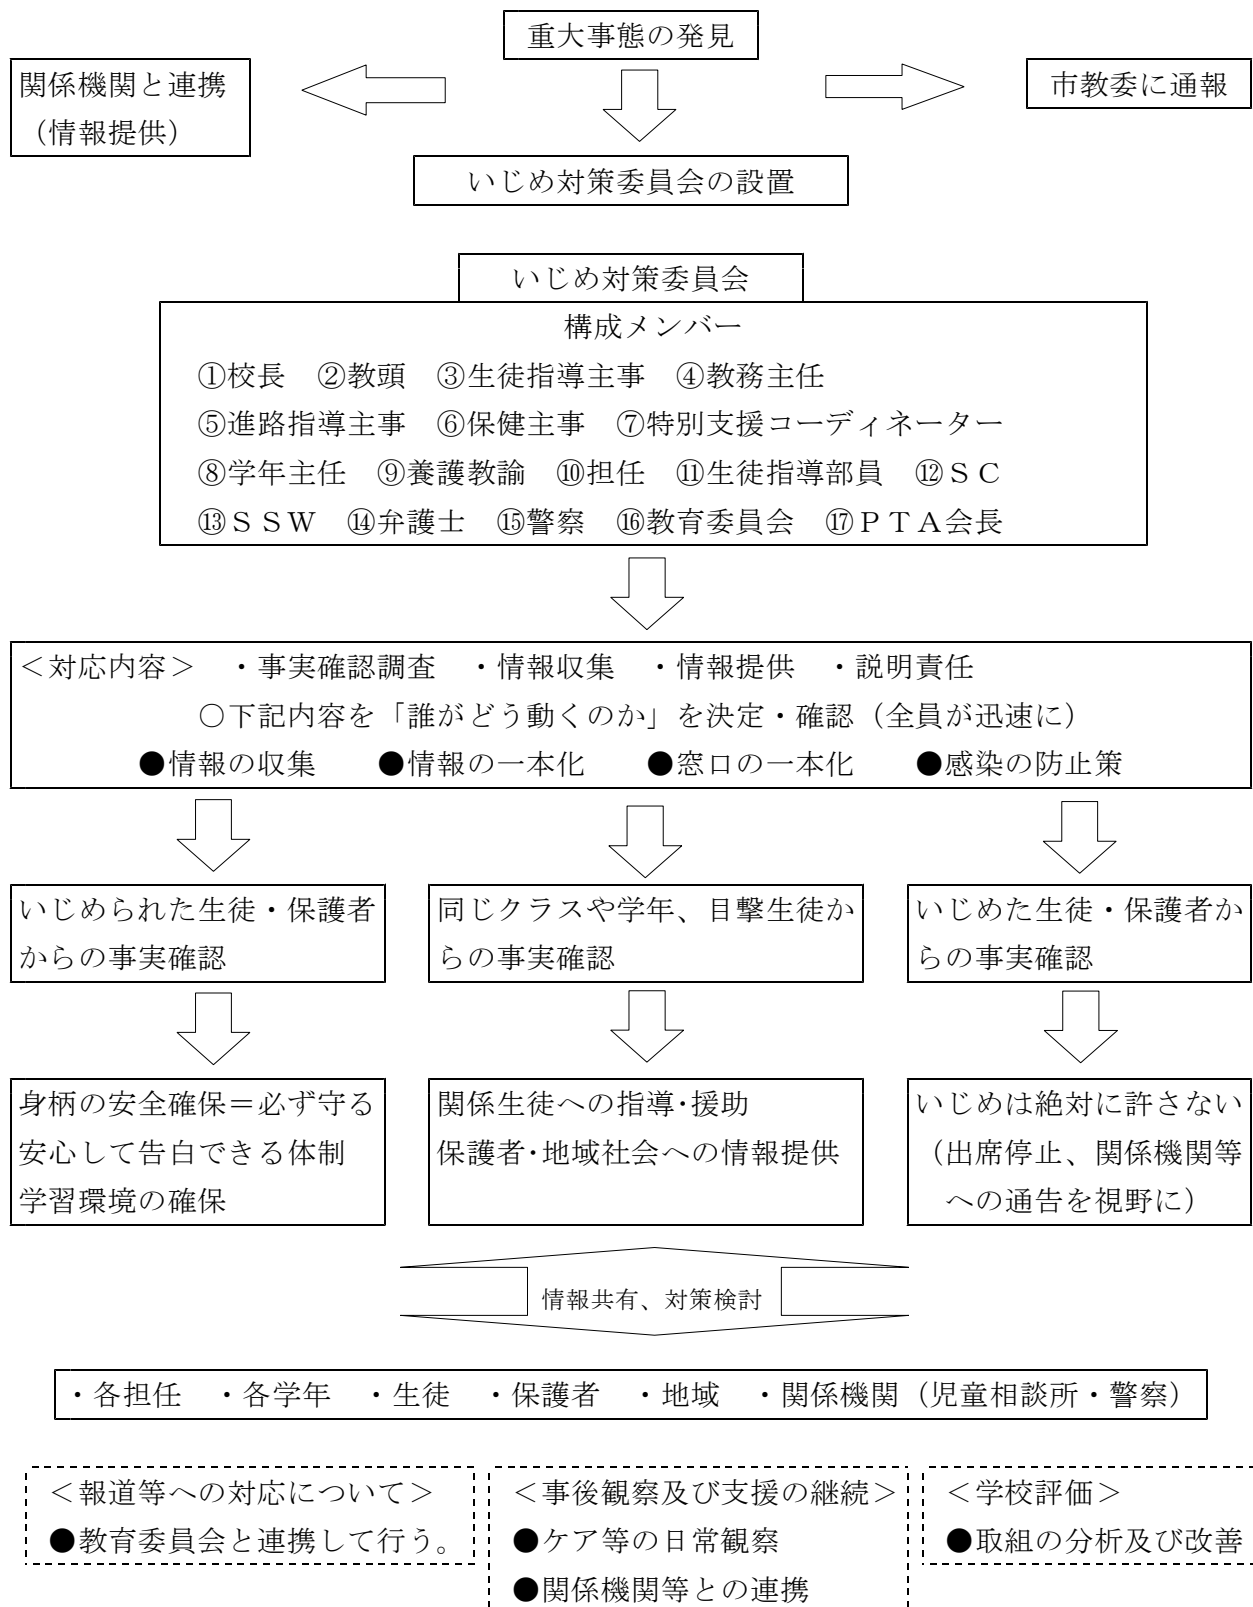 重大事態の発見
関係機関と連携
（情報提供）
市教委に通報
いじめ対策委員会の設置
いじめ対策委員会
構成メンバー
①校長　②教頭　③生徒指導主事　④教務主任
⑤進路指導主事　⑥保健主事　⑦特別支援コーディネーター
⑧学年主任　⑨養護教諭　⑩担任　⑪生徒指導部員　⑫ＳＣ
⑬ＳＳＷ　⑭弁護士　⑮警察　⑯教育委員会　⑰ＰＴＡ会長
＜対応内容＞　・事実確認調査　・情報収集　・情報提供　・説明責任
○下記内容を「誰がどう動くのか」を決定・確認（全員が迅速に）
●情報の収集　●情報の一本化　●窓口の一本化　●感染の防止策
いじめられた生徒・保護者
からの事実確認
同じクラスや学年、目撃生徒か
らの事実確認
いじめた生徒・保護者か
らの事実確認
身柄の安全確保＝必ず守る
安心して告白できる体制
学習環境の確保
関係生徒への指導・援助
保護者・地域社会への情報提供
いじめは絶対に許さない
（出席停止、関係機関等
への通告を視野に）
情報共有、対策検討
・各担任　・各学年　・生徒　・保護者　・地域　・関係機関（児童相談所・警察）
＜報道等への対応について＞
●教育委員会と連携して行う。
＜事後観察及び支援の継続＞
●ケア等の日常観察
●関係機関等との連携
＜学校評価＞
●取組の分析及び改善